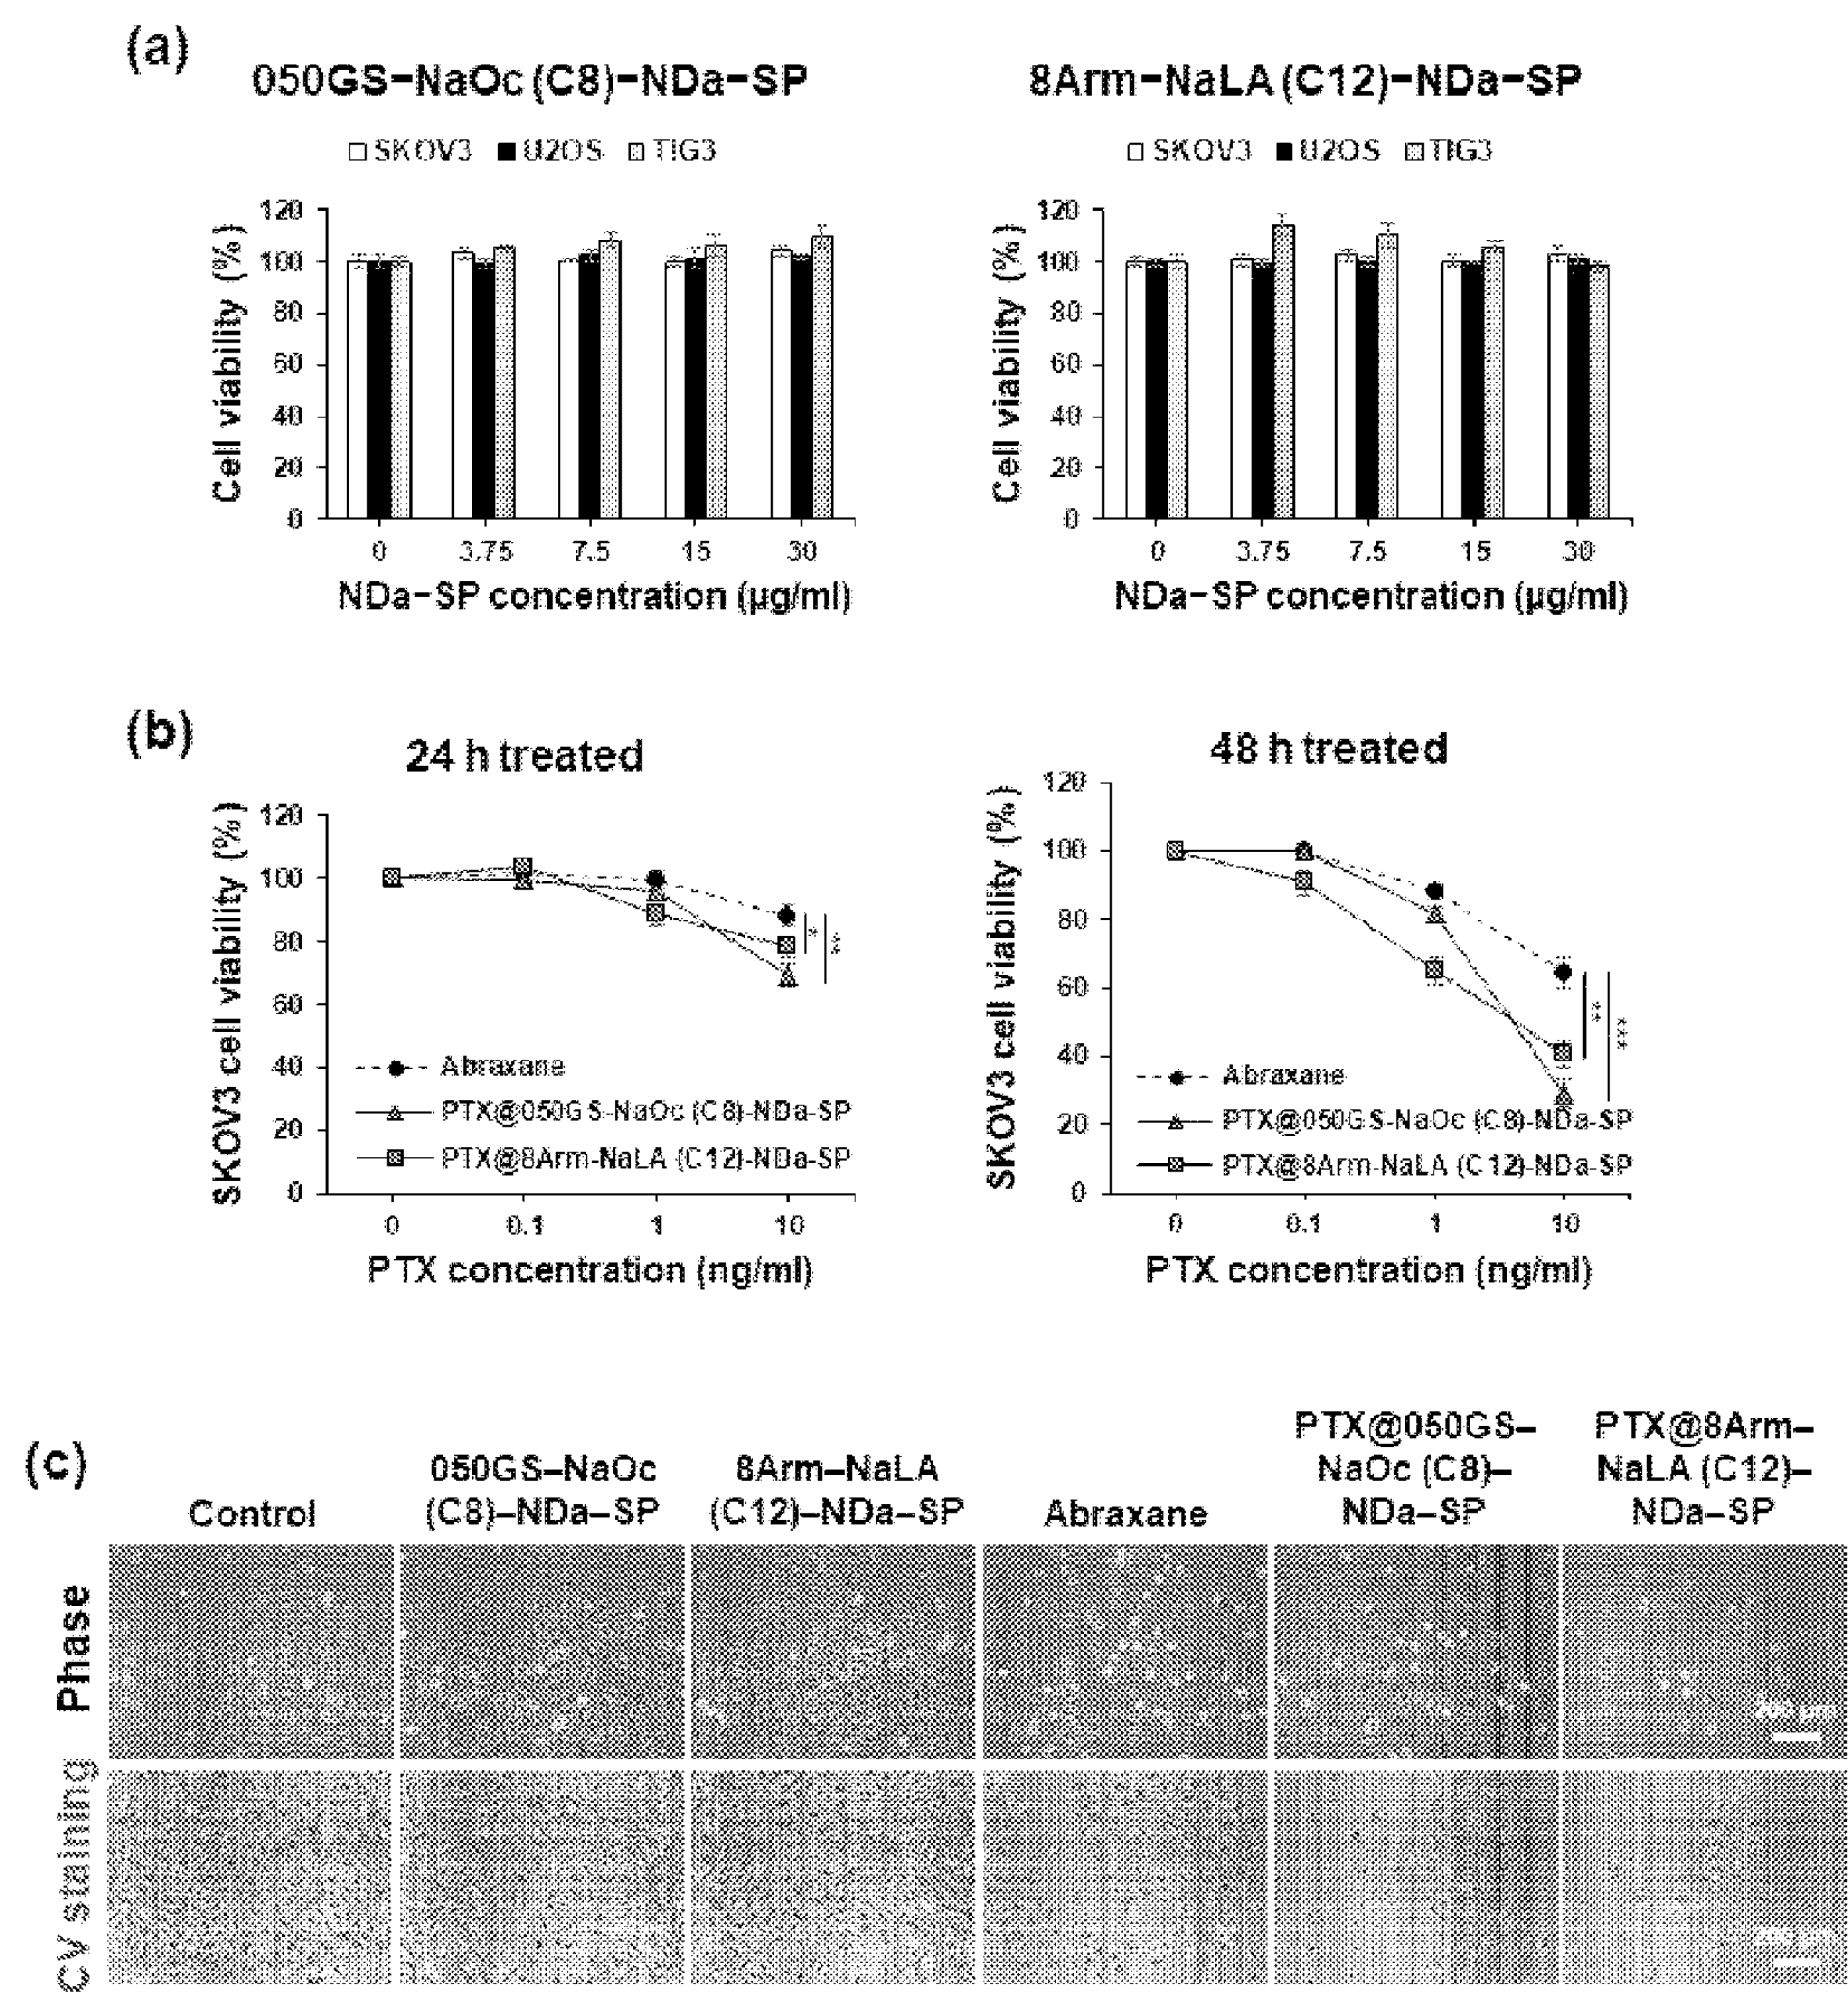 (a)
050GS–NaOc (C8)–NDa–SP
SKOV3 U2OS TIG3
120
100
80
60
40
20
0
Cell viability (%)
0 3.75 7.5 15 30
NDa–SP concentration (µg/ml)
8Arm–NaLA (C12)–NDa–SP
SKOV3 U2OS TIG3
120
100
80
60
40
20
0
Cell viability (%)
0 3.75 7.5 15 30
NDa–SP concentration (µg/ml)
(b)
24 h treated
120
100
80
60
40
20
0
SKOV3 cell viability (%)
* **
Abraxane
PTX@050GS-NaOc (C8)-NDa-SP
PTX@8Arm-NaLA (C12)-NDa-SP
0 0.1 1 10
PTX concentration (ng/ml)
48 h treated
120
100
80
60
40
20
0
SKOV3 cell viability (%)
** ***
Abraxane
PTX@050GS-NaOc (C8)-NDa-SP
PTX@8Arm-NaLA (C12)-NDa-SP
0 0.1 1 10
PTX concentration (ng/ml)
(c)
Control
050GS–NaOc
(C8)–NDa–SP
8Arm–NaLA
(C12)–NDa–SP
Abraxane
PTX@050GS–
NaOc (C8)–
NDa–SP
PTX@8Arm–
NaLA (C12)–
NDa–SP
Phase
200 µm
CV staining
200 µm